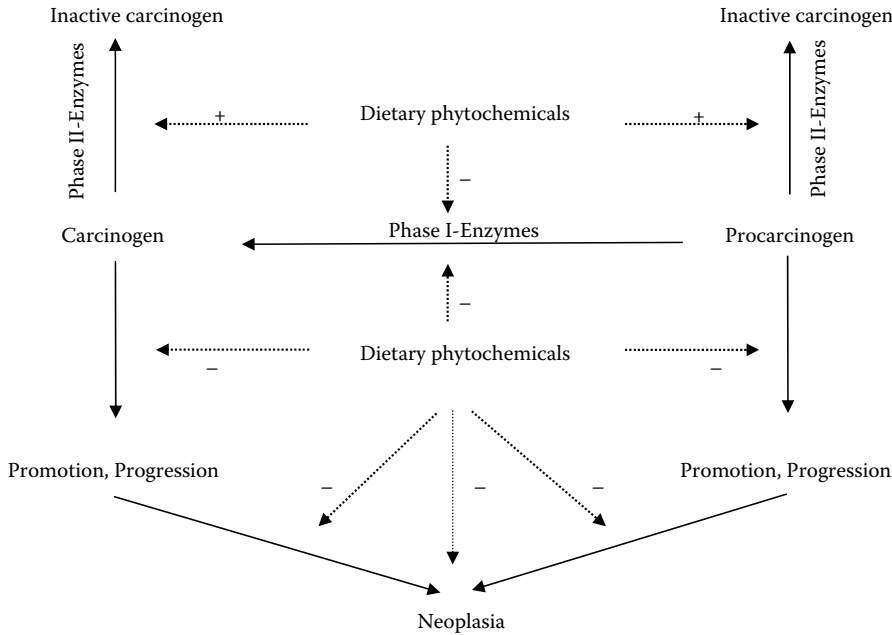 Inactive carcinogen
Inactive carcinogen
Phase II-Enzymes
Phase II-Enzymes
+
Dietary phytochemicals
+
–
Carcinogen
Phase I-Enzymes
Procarcinogen
–
Dietary phytochemicals
–
–
Promotion, Progression
Promotion, Progression
–
–
–
Neoplasia